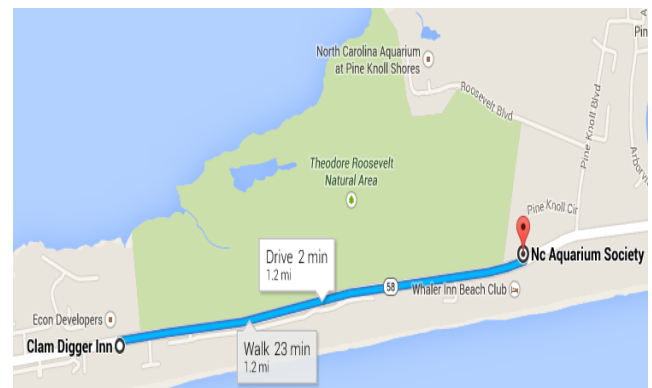 North Carolina Aquarium
at Pine Knoll Shores
Roosevelt Blvd
Pine Knoll Blvd
Theodore Roosevelt
Natural Area
Pine Knoll Cir
Nc Aquarium Society
Drive 2 min
1.2 mi
58
Whaler Inn Beach Club
Econ Developers
Clam Digger Inn
Walk 23 min
1.2 mi